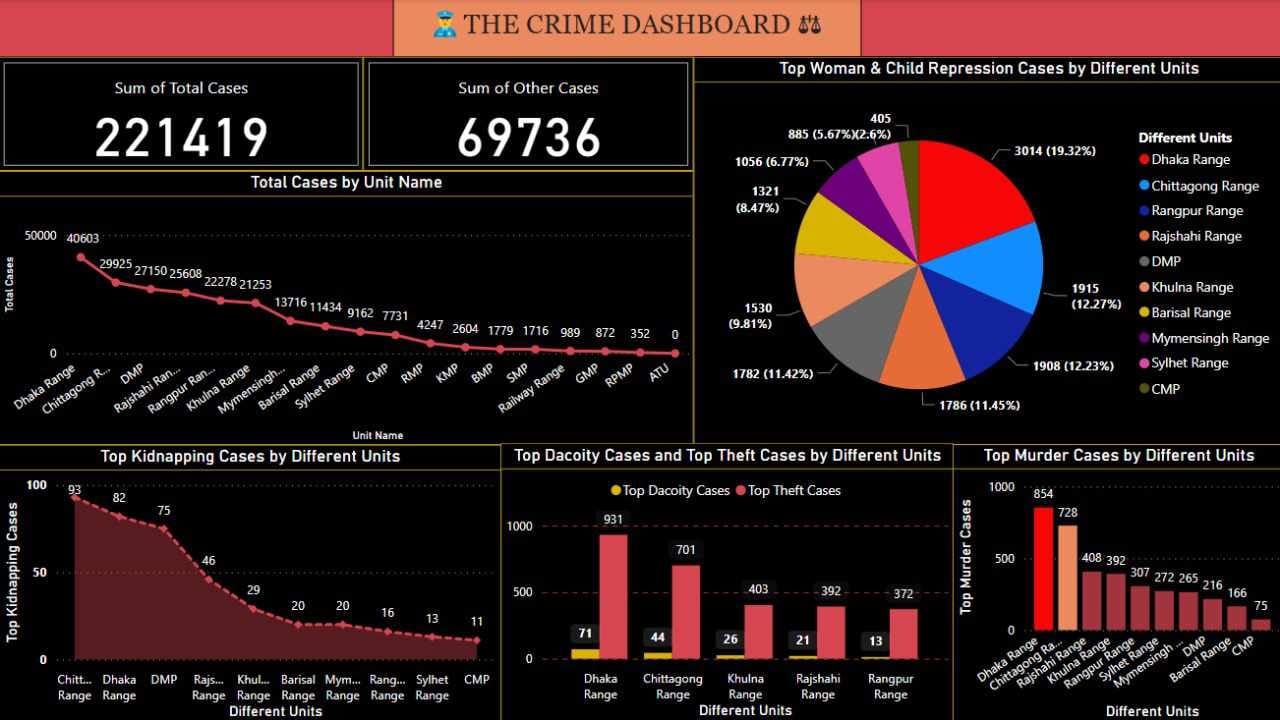 👮 THE CRIME DASHBOARD ⚖
Sum of Total Cases
221419
Sum of Other Cases
69736
Total Cases by Unit Name
Total Cases
50000
0
40603
29925
27150
25608
22278
21253
13716
11434
9162
7731
4247
2604
1779
1716
989
872
352
0
Dhaka Range
Chittagong R...
DMP
Rajshahi Ran...
Rangpur Ran...
Khulna Range
Mymensingh...
Barisal Range
Sylhet Range
CMP
RMP
KMP
BMP
SMP
Railway Range
GMP
RPMP
ATU
Unit Name
Top Woman & Child Repression Cases by Different Units
405
(2.6%)
885 (5.67%)
1056 (6.77%)
1321
(8.47%)
1530
(9.81%)
1782 (11.42%)
1786 (11.45%)
1908 (12.23%)
1915
(12.27%)
3014 (19.32%)
Different Units
Dhaka Range
Chittagong Range
Rangpur Range
Rajshahi Range
DMP
Khulna Range
Barisal Range
Mymensingh Range
Sylhet Range
CMP
Top Kidnapping Cases by Different Units
Top Kidnapping Cases
100
50
0
93
82
75
46
29
20
20
16
13
11
Chitt...
Range
Dhaka
Range
DMP
Rajs...
Range
Khul...
Range
Barisal
Range
Mym...
Range
Rang...
Range
Sylhet
Range
CMP
Different Units
Top Dacoity Cases and Top Theft Cases by Different Units
Top Dacoity Cases
Top Theft Cases
1000
500
0
71
931
44
701
26
403
21
392
13
372
Dhaka
Range
Chittagong
Range
Khulna
Range
Rajshahi
Range
Rangpur
Range
Different Units
Top Murder Cases by Different Units
Top Murder Cases
1000
500
0
854
728
408
392
307
272
265
216
166
75
Dhaka Range
Chittagong Ra...
Rajshahi Range
Khulna Range
Rangpur Range
Sylhet Range
Mymensingh ...
DMP
Barisal Range
CMP
Different Units